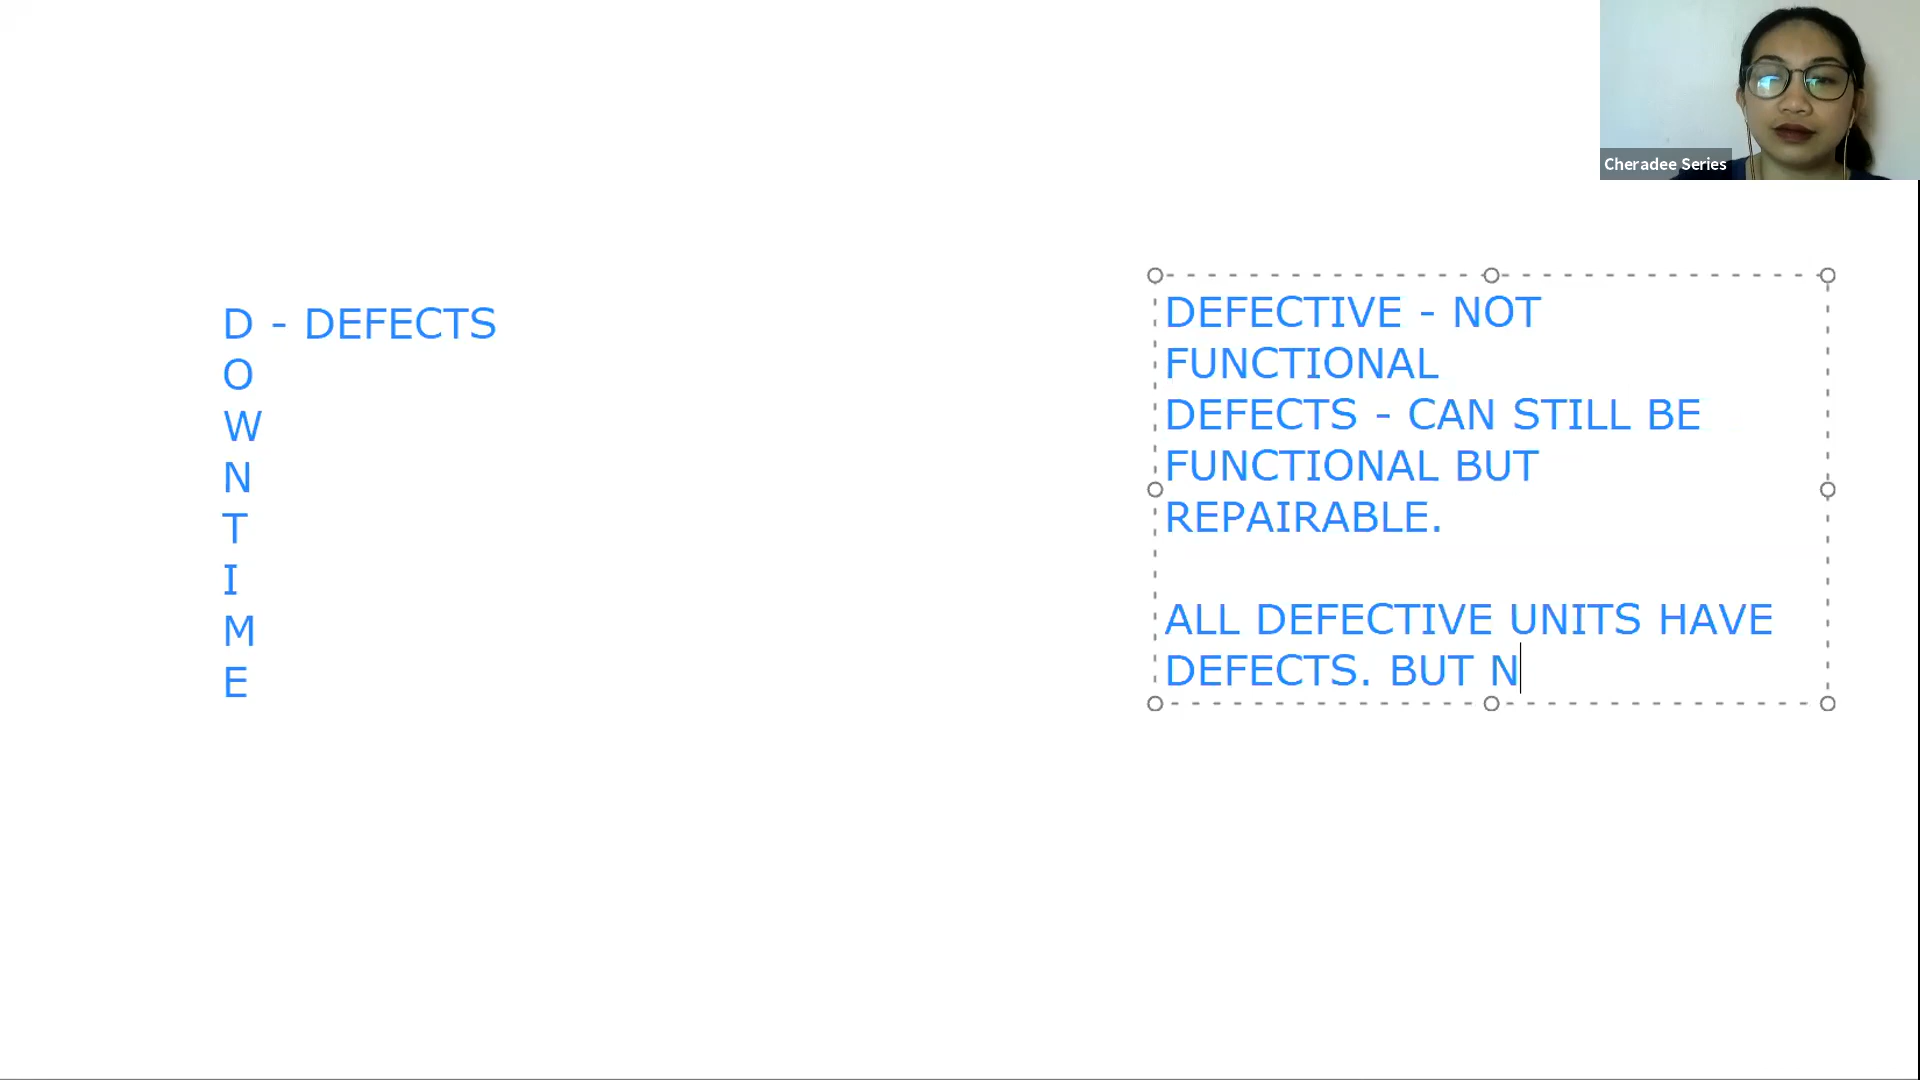 Cheradee Series
D - DEFECTS
O
W
N
T
I
M
E
DEFECTIVE - NOT
FUNCTIONAL
DEFECTS - CAN STILL BE
FUNCTIONAL BUT
REPAIRABLE.
ALL DEFECTIVE UNITS HAVE
DEFECTS. BUT N